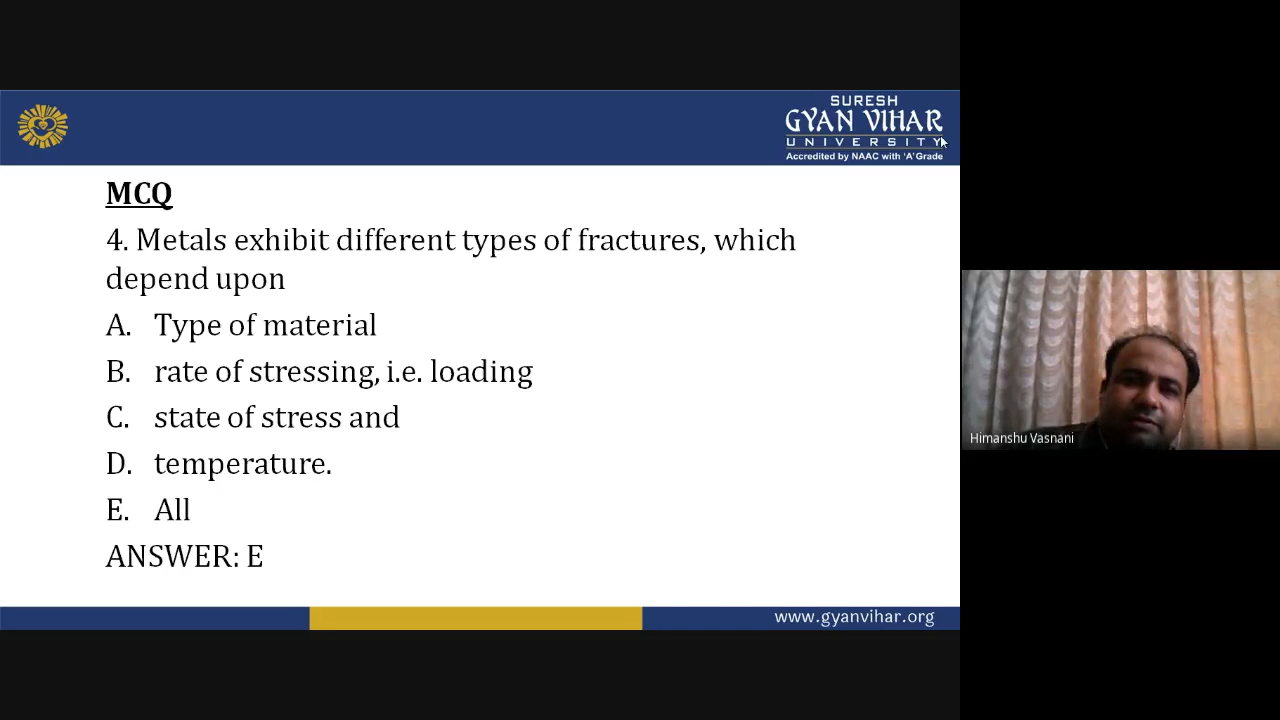 SURESH
GYAN VIHAR
UNIVERSITY
Accredited by NAAC with 'A' Grade
MCQ
4. Metals exhibit different types of fractures, which
depend upon
A. Type of material
B. rate of stressing, i.e. loading
C. state of stress and
D. temperature.
E. All
ANSWER: E
www.gyanvihar.org
Himanshu Vasnani